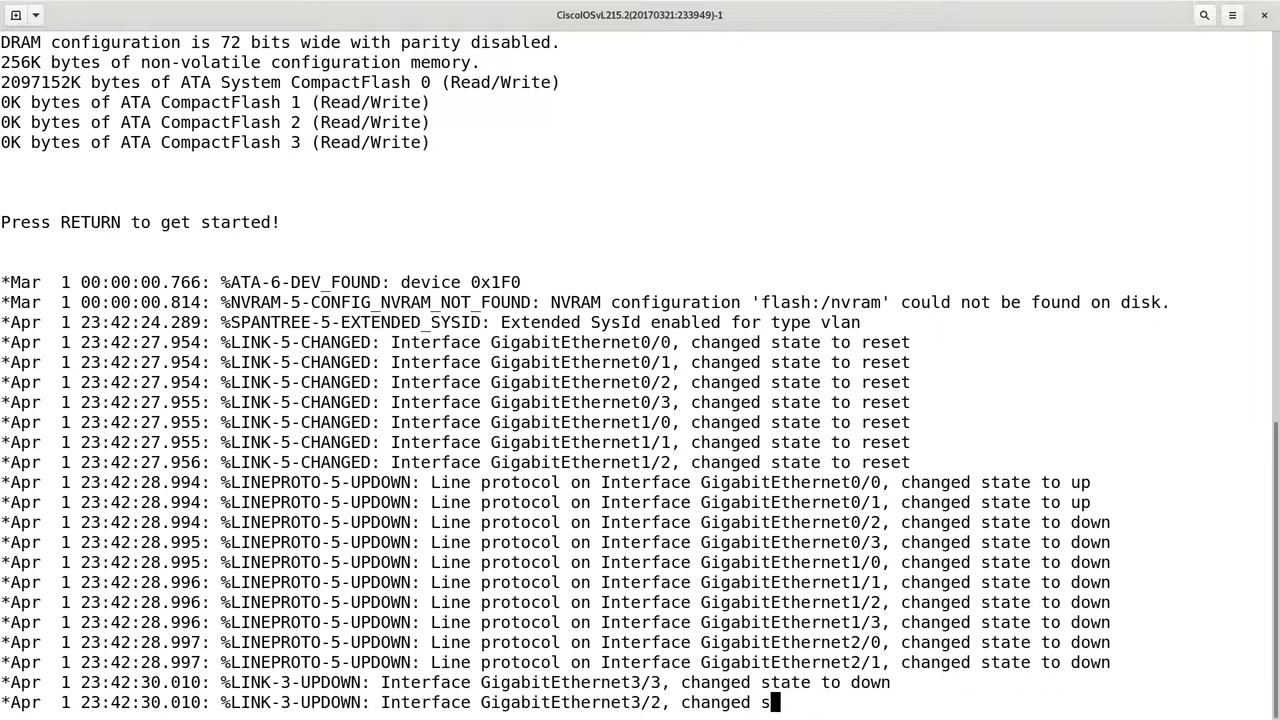 CiscoIOSvL215.2(20170321:233949)-1
DRAM configuration is 72 bits wide with parity disabled.
256K bytes of non-volatile configuration memory.
2097152K bytes of ATA System CompactFlash 0 (Read/Write)
0K bytes of ATA CompactFlash 1 (Read/Write)
0K bytes of ATA CompactFlash 2 (Read/Write)
0K bytes of ATA CompactFlash 3 (Read/Write)
Press RETURN to get started!
*Mar  1 00:00:00.766: %ATA-6-DEV_FOUND: device 0x1F0
*Mar  1 00:00:00.814: %NVRAM-5-CONFIG_NVRAM_NOT_FOUND: NVRAM configuration 'flash:/nvram' could not be found on disk.
*Apr  1 23:42:24.289: %SPANTREE-5-EXTENDED_SYSID: Extended SysId enabled for type vlan
*Apr  1 23:42:27.954: %LINK-5-CHANGED: Interface GigabitEthernet0/0, changed state to reset
*Apr  1 23:42:27.954: %LINK-5-CHANGED: Interface GigabitEthernet0/1, changed state to reset
*Apr  1 23:42:27.954: %LINK-5-CHANGED: Interface GigabitEthernet0/2, changed state to reset
*Apr  1 23:42:27.955: %LINK-5-CHANGED: Interface GigabitEthernet0/3, changed state to reset
*Apr  1 23:42:27.955: %LINK-5-CHANGED: Interface GigabitEthernet1/0, changed state to reset
*Apr  1 23:42:27.955: %LINK-5-CHANGED: Interface GigabitEthernet1/1, changed state to reset
*Apr  1 23:42:27.956: %LINK-5-CHANGED: Interface GigabitEthernet1/2, changed state to reset
*Apr  1 23:42:28.994: %LINEPROTO-5-UPDOWN: Line protocol on Interface GigabitEthernet0/0, changed state to up
*Apr  1 23:42:28.994: %LINEPROTO-5-UPDOWN: Line protocol on Interface GigabitEthernet0/1, changed state to up
*Apr  1 23:42:28.994: %LINEPROTO-5-UPDOWN: Line protocol on Interface GigabitEthernet0/2, changed state to down
*Apr  1 23:42:28.995: %LINEPROTO-5-UPDOWN: Line protocol on Interface GigabitEthernet0/3, changed state to down
*Apr  1 23:42:28.995: %LINEPROTO-5-UPDOWN: Line protocol on Interface GigabitEthernet1/0, changed state to down
*Apr  1 23:42:28.996: %LINEPROTO-5-UPDOWN: Line protocol on Interface GigabitEthernet1/1, changed state to down
*Apr  1 23:42:28.996: %LINEPROTO-5-UPDOWN: Line protocol on Interface GigabitEthernet1/2, changed state to down
*Apr  1 23:42:28.996: %LINEPROTO-5-UPDOWN: Line protocol on Interface GigabitEthernet1/3, changed state to down
*Apr  1 23:42:28.997: %LINEPROTO-5-UPDOWN: Line protocol on Interface GigabitEthernet2/0, changed state to down
*Apr  1 23:42:28.997: %LINEPROTO-5-UPDOWN: Line protocol on Interface GigabitEthernet2/1, changed state to down
*Apr  1 23:42:30.010: %LINK-3-UPDOWN: Interface GigabitEthernet3/3, changed state to down
*Apr  1 23:42:30.010: %LINK-3-UPDOWN: Interface GigabitEthernet3/2, changed s